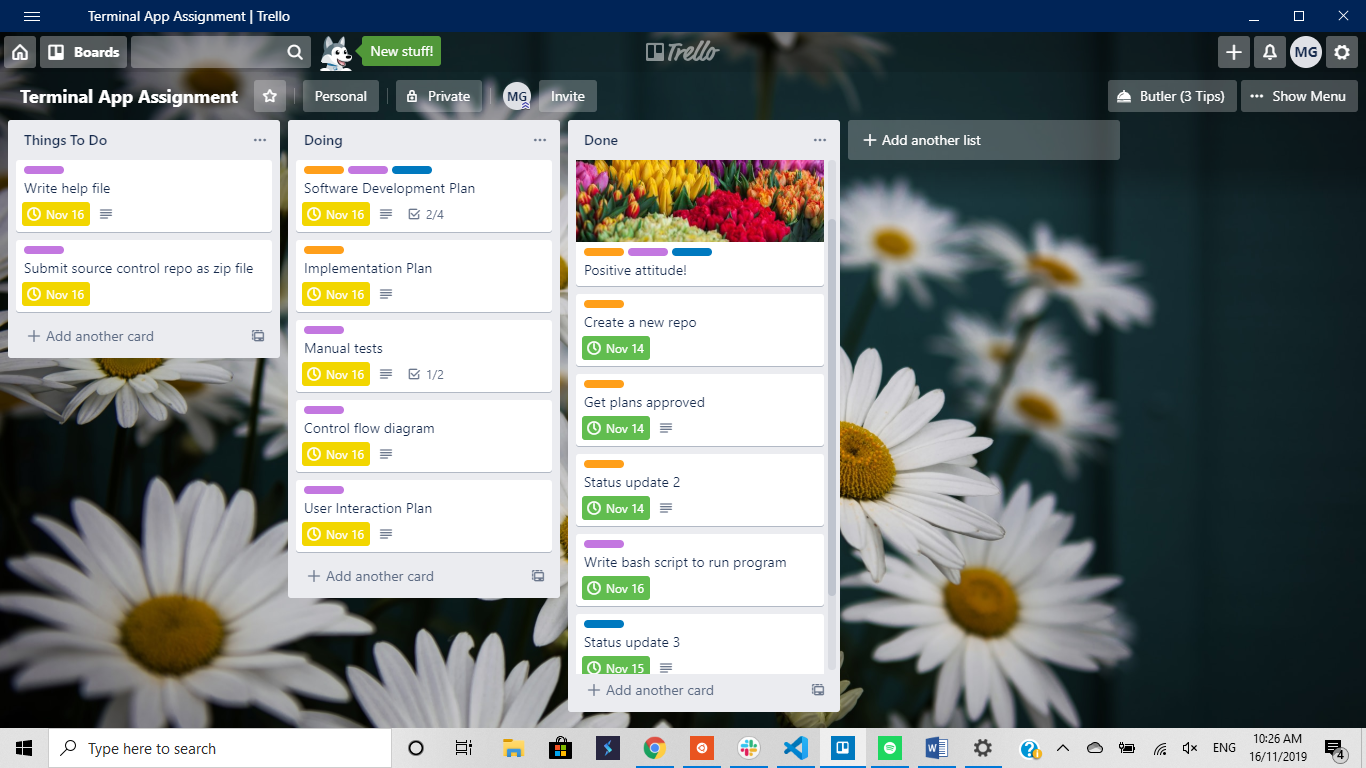 Terminal App Assignment | Trello
Boards
New stuff!
Trello
MG
Terminal App Assignment
Personal
Private
MG
Invite
Butler (3 Tips)
Show Menu
Things To Do
Write help file
Nov 16
Submit source control repo as zip file
Nov 16
Add another card
Doing
Software Development Plan
Nov 16
2/4
Implementation Plan
Nov 16
Manual tests
Nov 16
1/2
Control flow diagram
Nov 16
User Interaction Plan
Nov 16
Add another card
Done
Positive attitude!
Create a new repo
Nov 14
Get plans approved
Nov 14
Status update 2
Nov 14
Write bash script to run program
Nov 16
Status update 3
Nov 15
Add another card
Add another list
Type here to search
ENG
10:26 AM
16/11/2019
4